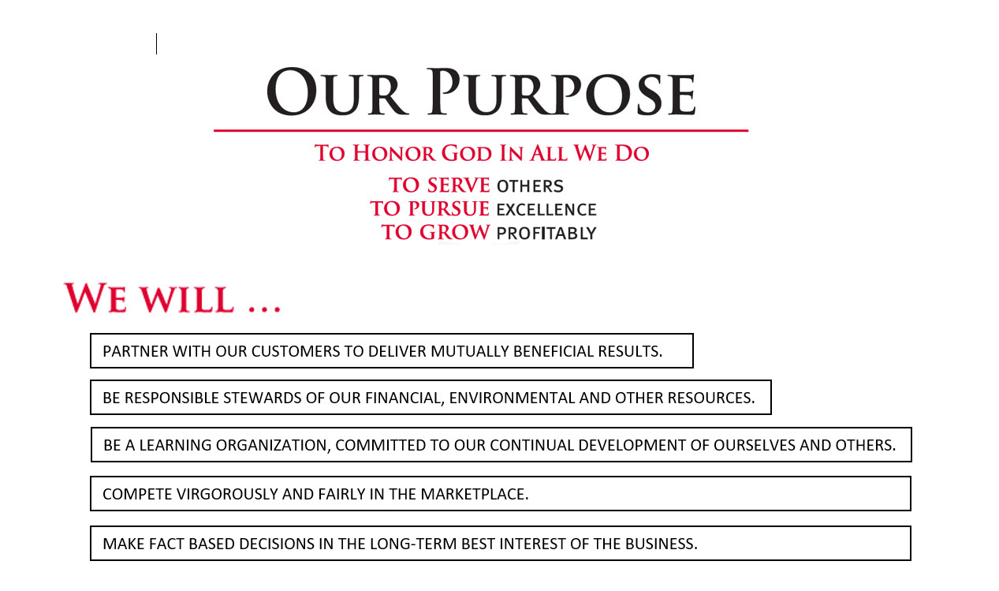 OUR PURPOSE
TO HONOR GOD IN ALL WE DO
TO SERVE OTHERS
TO PURSUE EXCELLENCE
TO GROW PROFITABLY
WE WILL ...
PARTNER WITH OUR CUSTOMERS TO DELIVER MUTUALLY BENEFICIAL RESULTS.
BE RESPONSIBLE STEWARDS OF OUR FINANCIAL, ENVIRONMENTAL AND OTHER RESOURCES.
BE A LEARNING ORGANIZATION, COMMITTED TO OUR CONTINUAL DEVELOPMENT OF OURSELVES AND OTHERS.
COMPETE VIRGOROUSLY AND FAIRLY IN THE MARKETPLACE.
MAKE FACT BASED DECISIONS IN THE LONG-TERM BEST INTEREST OF THE BUSINESS.